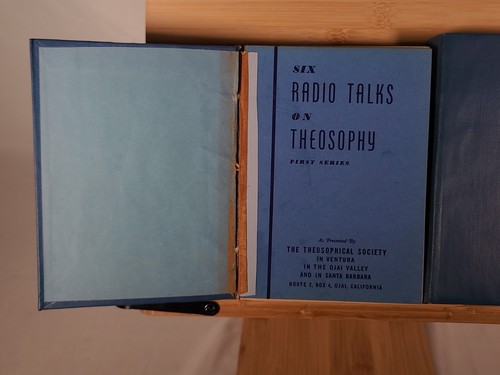 SIX
RADIO TALKS
ON
THEOSOPHY
FIRST SERIES
As Presented By
THE THEOSOPHICAL SOCIETY
IN VENTURA
IN THE OJAI VALLEY
AND IN SANTA BARBARA
ROUTE 2, BOX 4, OJAI, CALIFORNIA